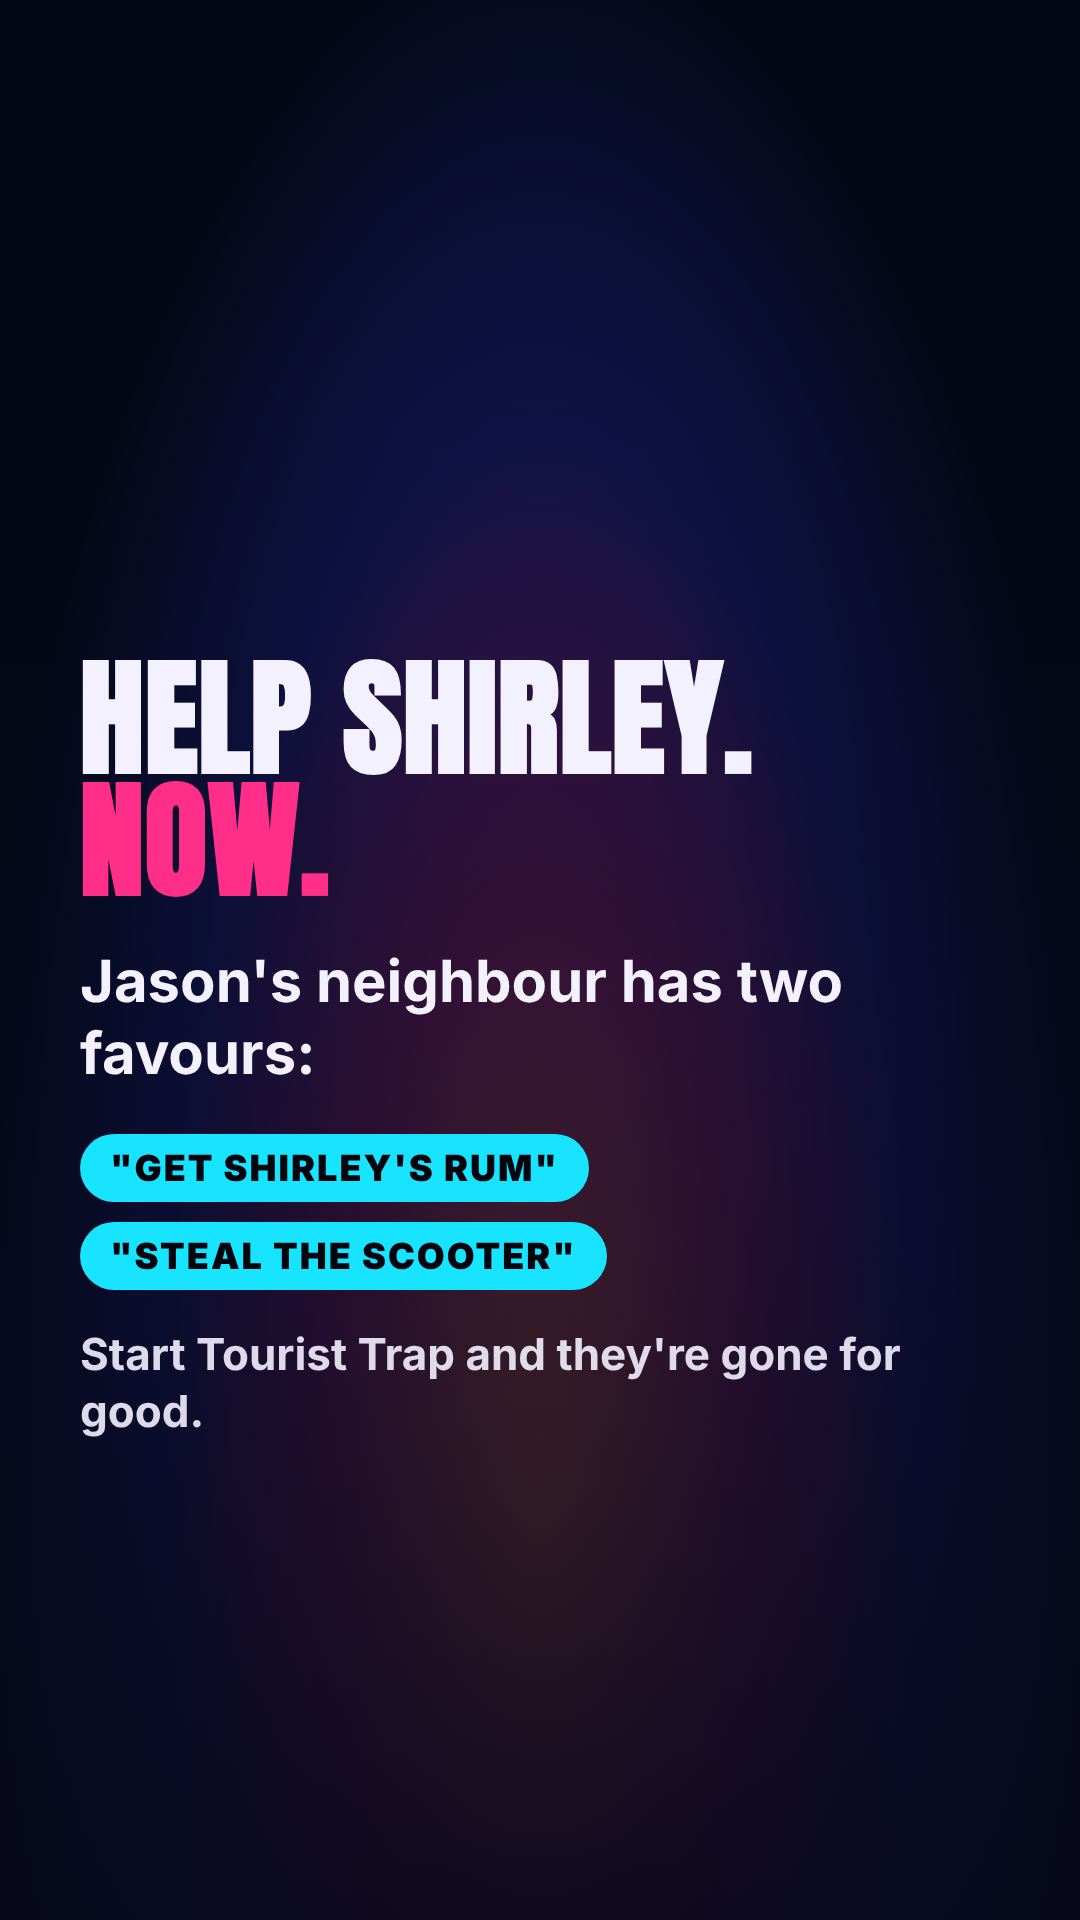 HELP SHIRLEY.
NOW.
Jason's neighbour has two
favours:
"GET SHIRLEY'S RUM"
"STEAL THE SCOOTER"
Start Tourist Trap and they're gone for
good.